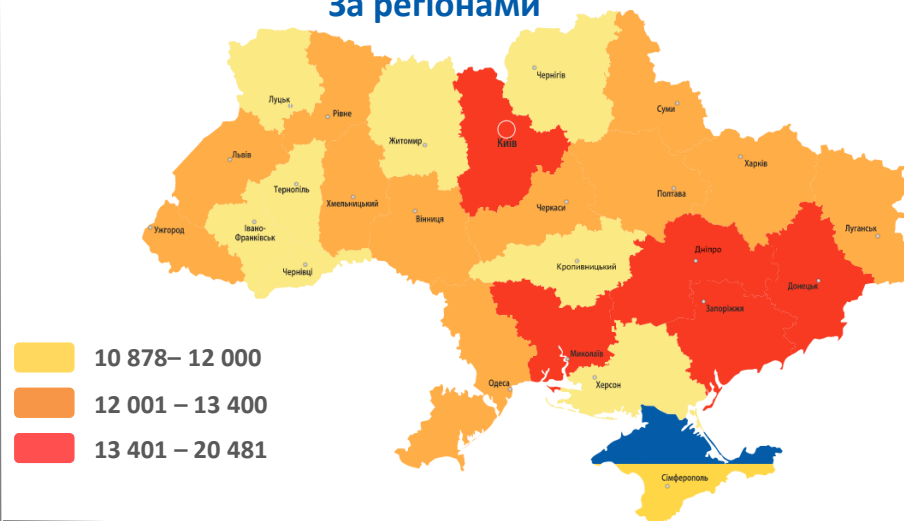 За регіонами
Чернігів
Луцьк
Суми
Рівне
Житомир
Київ
Львів
Харків
Тернопіль
Полтава
Хмельницький
Черкаси
Вінниця
Ужгород
Івано-
Франківськ
Луганськ
Дніпро
Чернівці
Кропивницький
Донецьк
Запоріжжя
Миколаїв
10 878– 12 000
Одеса
Херсон
12 001 – 13 400
13 401 – 20 481
Сімферополь